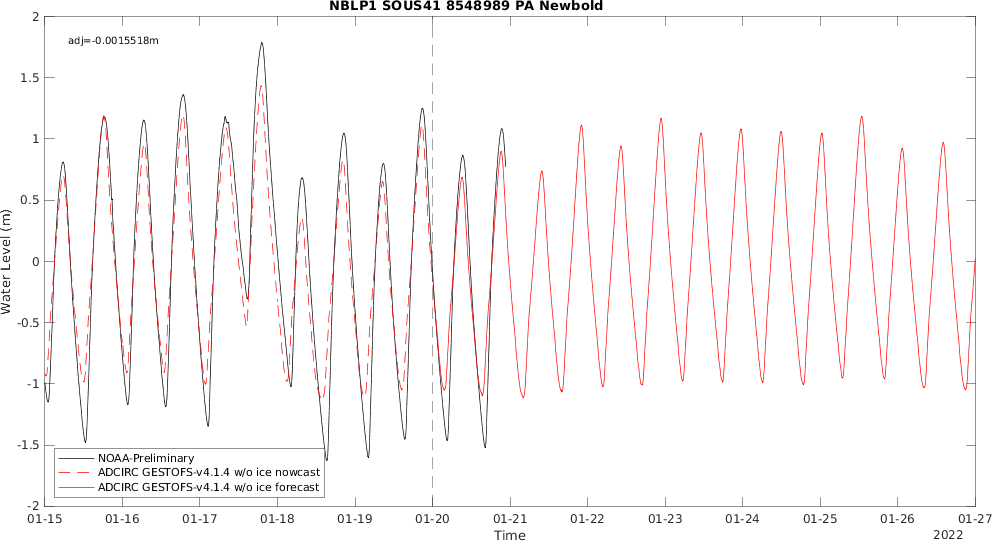 NBLP1 SOUS41 8548989 PA Newbold
adj=-0.0015518m
2
1.5
1
0.5
0
-0.5
-1
-1.5
-2
Water Level (m)
NOAA-Preliminary
ADCIRC GESTOFS-v4.1.4 w/o ice nowcast
ADCIRC GESTOFS-v4.1.4 w/o ice forecast
01-15 01-16 01-17 01-18 01-19 01-20 01-21 01-22 01-23 01-24 01-25 01-26 01-27
Time
2022